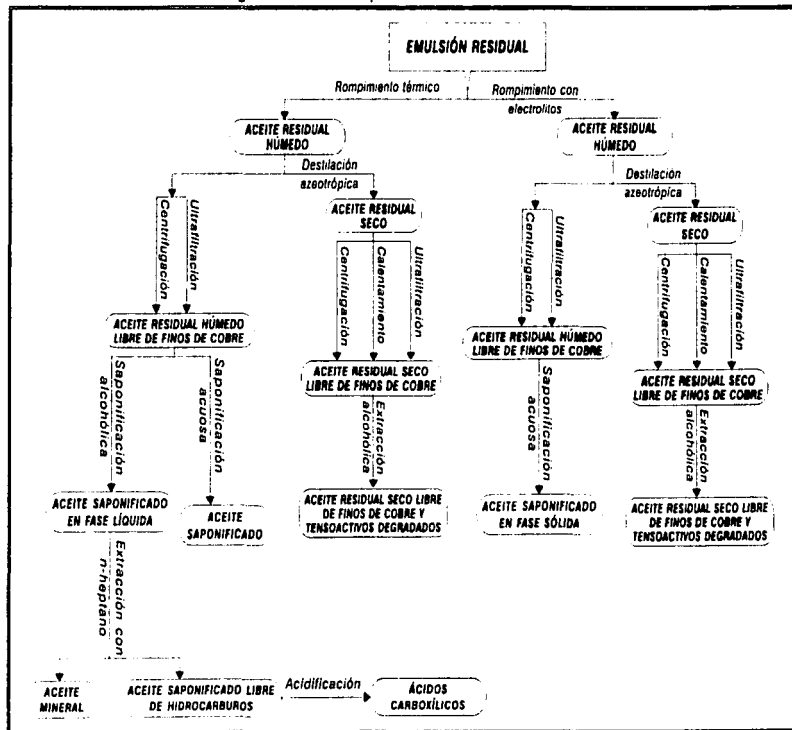 EMULSIÓN RESIDUAL
Rompimiento térmico
Rompimiento con
electrolitos
ACEITE RESIDUAL
HÚMEDO
ACEITE RESIDUAL
HÚMEDO
Destilación
azeotrópica
Destilación
azeotrópica
Centrifugación
Ultrafiltración
ACEITE RESIDUAL
SECO
Centrifugación
Ultrafiltración
ACEITE RESIDUAL
SECO
Centrifugación
Calentamiento
Ultrafiltración
Centrifugación
Calentamiento
Ultrafiltración
ACEITE RESIDUAL HÚMEDO
LIBRE DE FINOS DE COBRE
ACEITE RESIDUAL HÚMEDO
LIBRE DE FINOS DE COBRE
ACEITE RESIDUAL SECO
LIBRE DE FINOS DE COBRE
ACEITE RESIDUAL SECO
LIBRE DE FINOS DE COBRE
Saponificación
alcohólica
Saponificación
acuosa
Extracción
alcohólica
Saponificación
acuosa
Extracción
alcohólica
ACEITE SAPONIFICADO
EN FASE LÍQUIDA
ACEITE
SAPONIFICADO
ACEITE RESIDUAL SECO LIBRE
DE FINOS DE COBRE Y
TENSOACTIVOS DEGRADADOS
ACEITE SAPONIFICADO
EN FASE SÓLIDA
ACEITE RESIDUAL SECO LIBRE
DE FINOS DE COBRE Y
TENSOACTIVOS DEGRADADOS
Extracción con
n-heptano
ACEITE
MINERAL
ACEITE SAPONIFICADO LIBRE
DE HIDROCARBUROS
Acidificación
ÁCIDOS
CARBOXÍLICOS